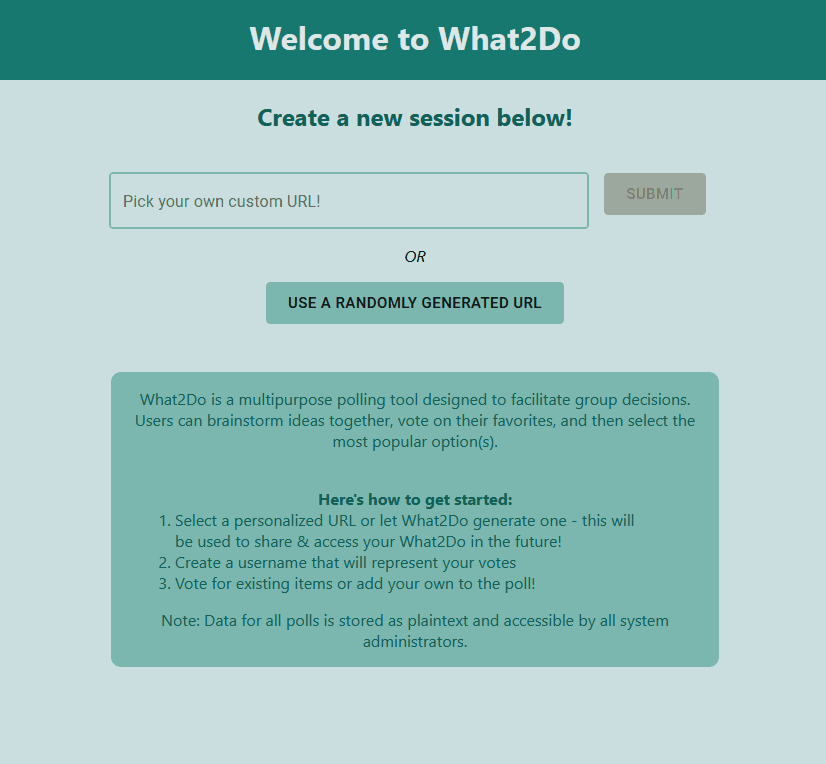 Welcome to What2Do
Create a new session below!
Pick your own custom URL!
SUBMIT
OR
USE A RANDOMLY GENERATED URL
What2Do is a multipurpose polling tool designed to facilitate group decisions.
Users can brainstorm ideas together, vote on their favorites, and then select the
most popular option(s).
Here's how to get started:
1. Select a personalized URL or let What2Do generate one - this will
be used to share & access your What2Do in the future!
2. Create a username that will represent your votes
3. Vote for existing items or add your own to the poll!
Note: Data for all polls is stored as plaintext and accessible by all system
administrators.